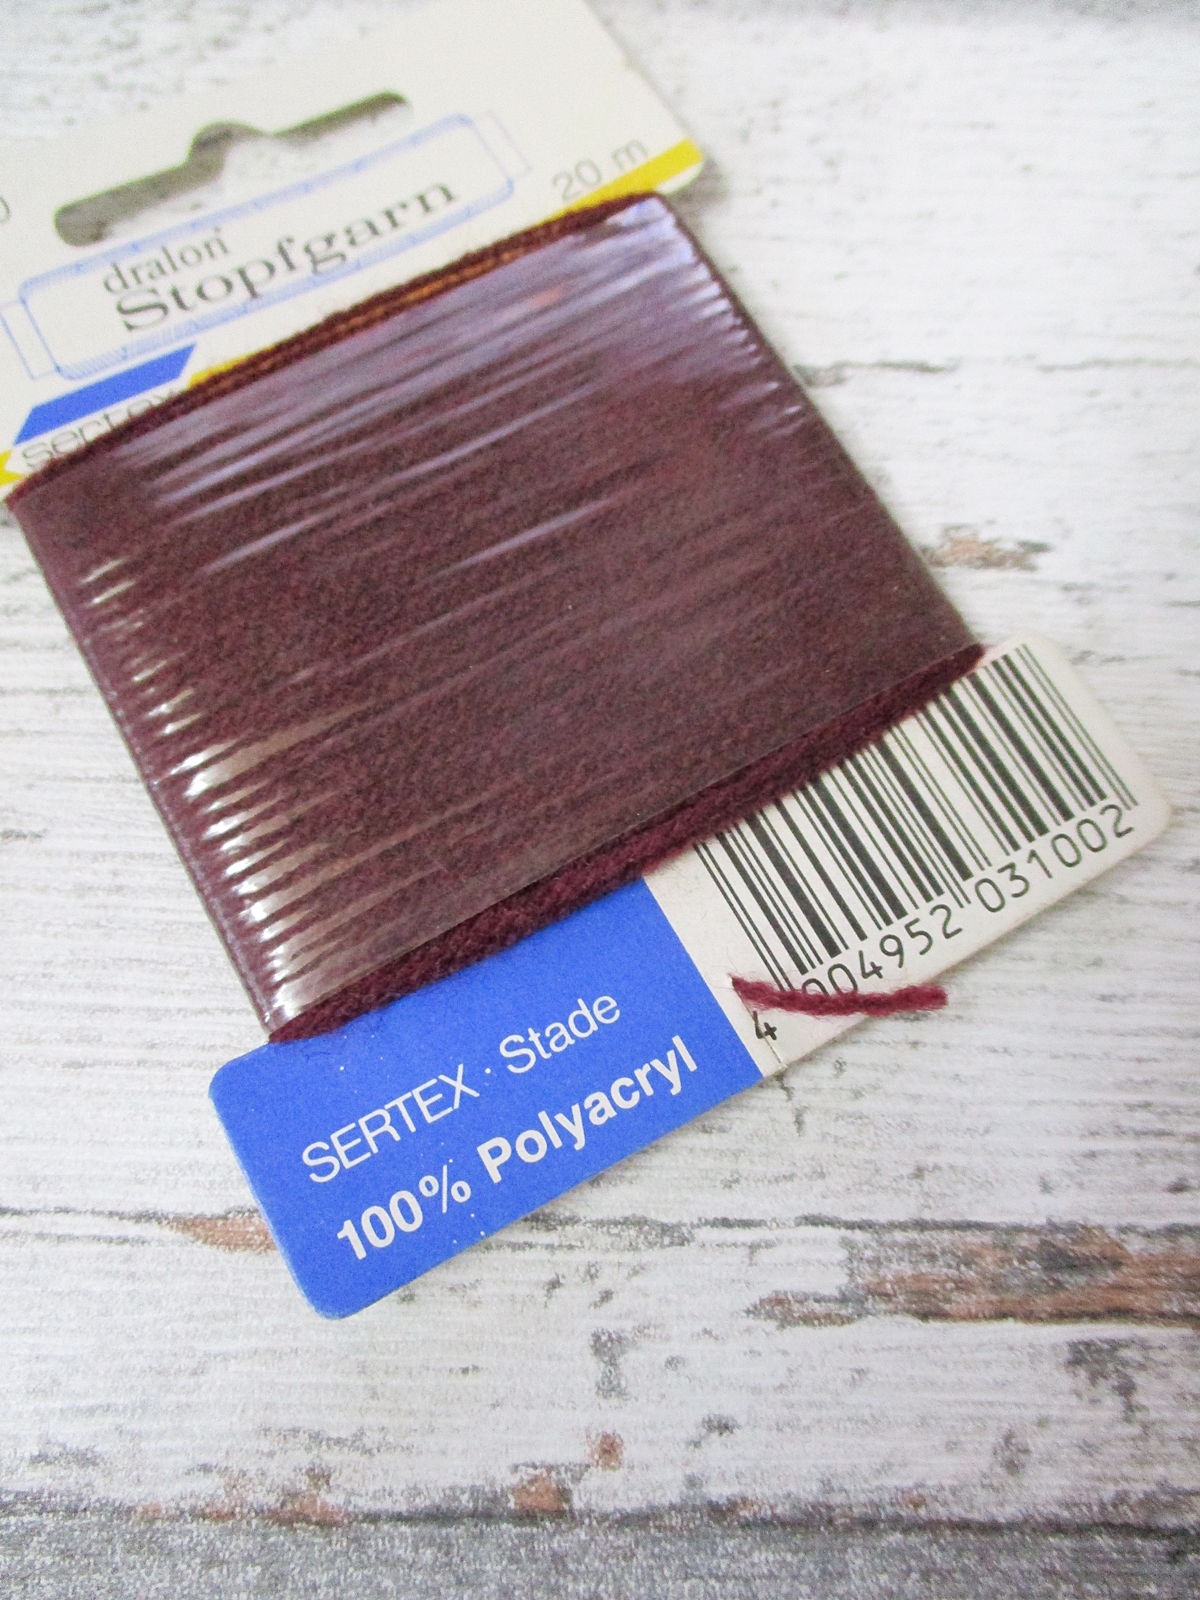 20 m
dralon
Stopfgarn
sertex
4 004952 031002
SERTEX · Stade
100% Polyacryl